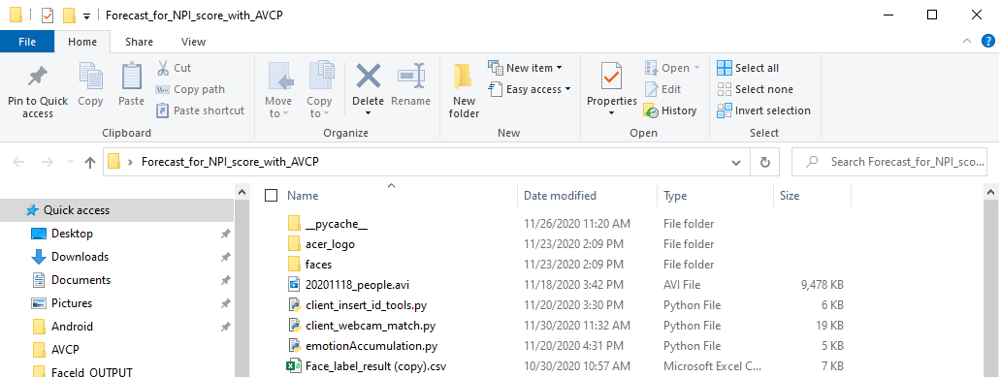 Forecast_for_NPI_score_with_AVCP
File Home Share View
Pin to Quick access
Copy
Paste
Cut
Copy path
Paste shortcut
Clipboard
Move to
Copy to
Delete
Rename
Organize
New folder
New item
Easy access
New
Properties
Open
Edit
History
Open
Select all
Select none
Invert selection
Select
Forecast_for_NPI_score_with_AVCP
Search Forecast_for_NPI_sco...
Quick access
Desktop
Downloads
Documents
Pictures
Android
AVCP
FaceId_OUTPUT
Name Date modified Type Size
__pycache__ 11/26/2020 11:20 AM File folder
acer_logo 11/23/2020 2:09 PM File folder
faces 11/23/2020 2:09 PM File folder
20201118_people.avi 11/18/2020 3:42 PM AVI File 9,478 KB
client_insert_id_tools.py 11/20/2020 3:30 PM Python File 6 KB
client_webcam_match.py 11/30/2020 11:32 AM Python File 19 KB
emotionAccumulation.py 11/20/2020 4:31 PM Python File 5 KB
Face_label_result (copy).csv 10/30/2020 10:57 AM Microsoft Excel C... 7 KB